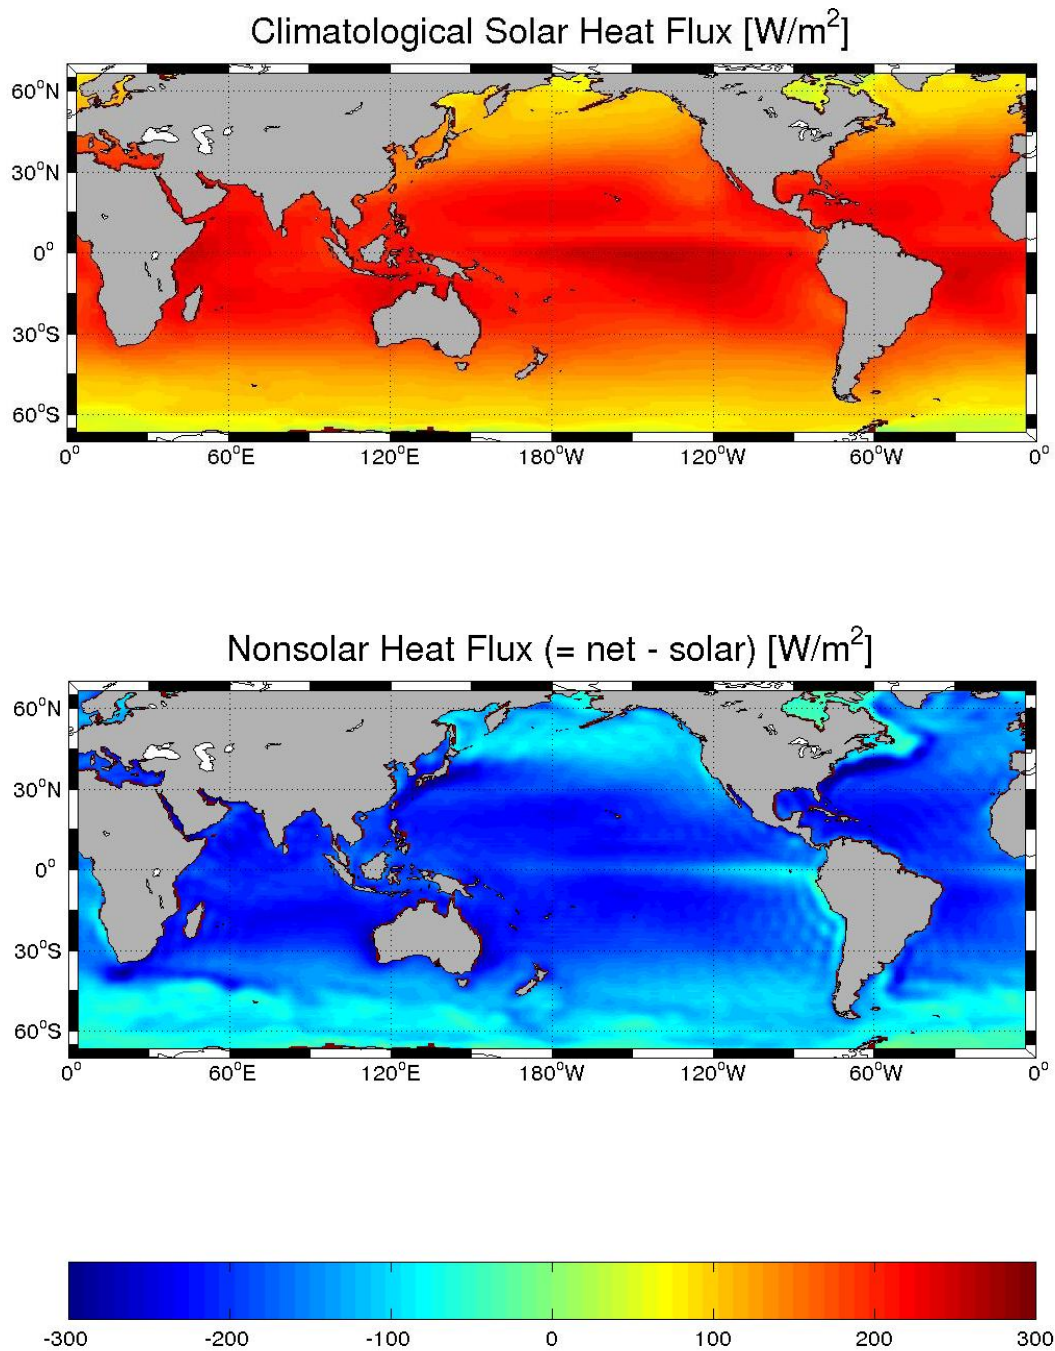 Climatological Solar Heat Flux [W/m²]
60°N
30°N
0°
30°S
60°S
0° 60°E 120°E 180°W 120°W 60°W 0°
Nonsolar Heat Flux (= net - solar) [W/m²]
60°N
30°N
0°
30°S
60°S
0° 60°E 120°E 180°W 120°W 60°W 0°
-300 -200 -100 0 100 200 300